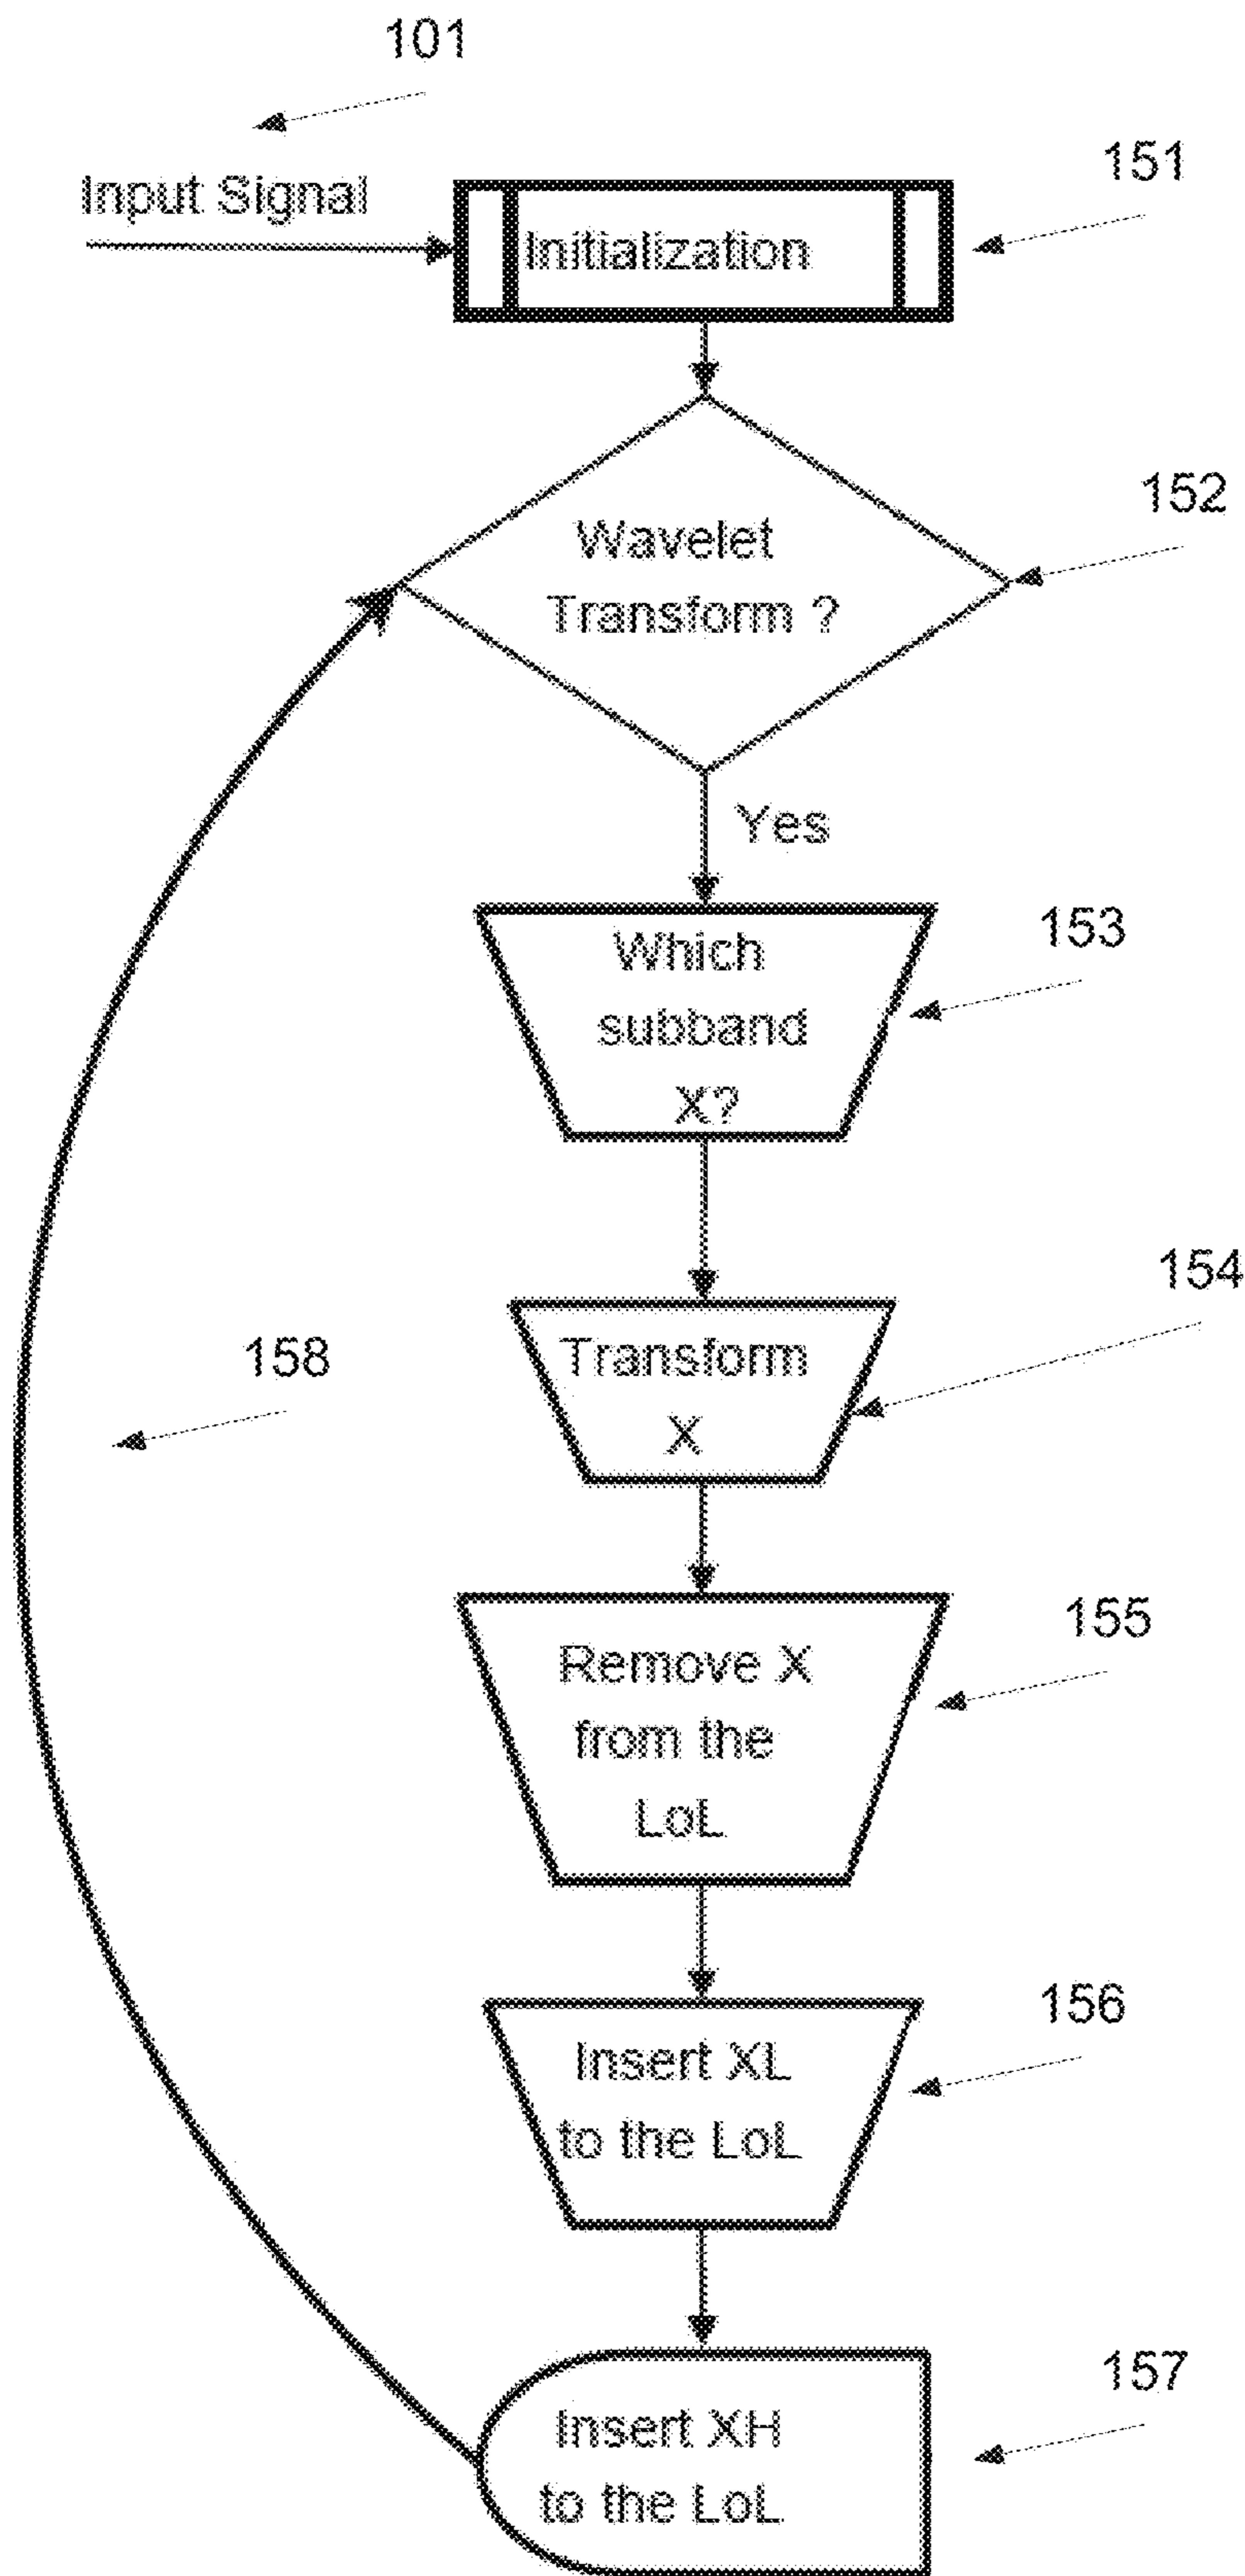 101
Input Signal
151
Initialization
152
Wavelet
Transform ?
Yes
153
Which
subband
X?
154
Transform
X
158
155
Remove X
from the
LoL
156
Insert XL
to the LoL
157
Insert XH
to the LoL